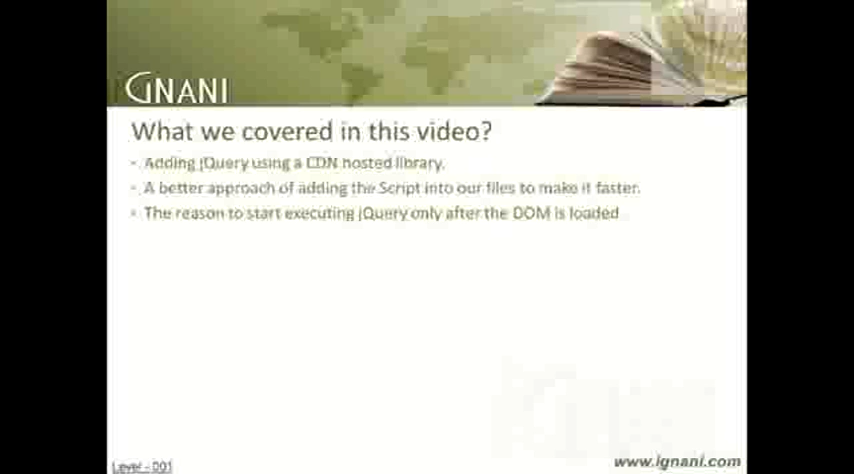 GNANI
What we covered in this video?
Adding jQuery using a CDN hosted library.
A better approach of adding the Script into our files to make it faster.
The reason to start executing jQuery only after the DOM is loaded
Level - 001
www.ignani.com